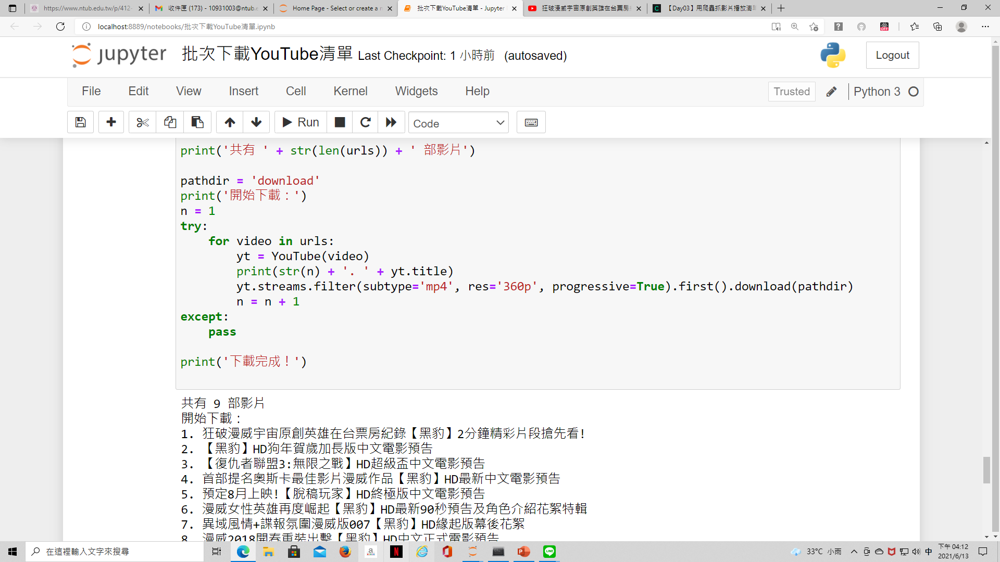 https://www.ntub.edu.tw/p/412-
收件匣 (173) - 10931003@ntub.e
Home Page - Select or create a n
批次下載YouTube清單 - Jupyter
狂破漫威宇宙原創英雄在台票房
【Day03】用爬蟲抓影片播放清單
localhost:8889/notebooks/批次下載YouTube清單.ipynb
OFF
jupyter 批次下載YouTube清單 Last Checkpoint: 1 小時前 (autosaved)
Logout
File Edit View Insert Cell Kernel Widgets Help
Trusted Python 3
Run Code
print('共有 ' + str(len(urls)) + ' 部影片')
pathdir = 'download'
print('開始下載：')
n = 1
try:
    for video in urls:
        yt = YouTube(video)
        print(str(n) + '. ' + yt.title)
        yt.streams.filter(subtype='mp4', res='360p', progressive=True).first().download(pathdir)
        n = n + 1
except:
    pass
print('下載完成！')
共有 9 部影片
開始下載：
1. 狂破漫威宇宙原創英雄在台票房紀錄【黑豹】2分鐘精彩片段搶先看!
2. 【黑豹】HD狗年賀歲加長版中文電影預告
3. 【復仇者聯盟3:無限之戰】HD超級盃中文電影預告
4. 首部提名奧斯卡最佳影片漫威作品【黑豹】HD最新中文電影預告
5. 預定8月上映!【脫稿玩家】HD終極版中文電影預告
6. 漫威女性英雄再度崛起【黑豹】HD最新90秒預告及角色介紹花絮特輯
7. 異域風情+諜報氛圍漫威版007【黑豹】HD緣起版幕後花絮
8. 漫威2018開春重裝出擊【黑豹】HD中文正式電影預告
在這裡輸入文字來搜尋
33°C 小雨
中
下午 04:12
2021/6/13